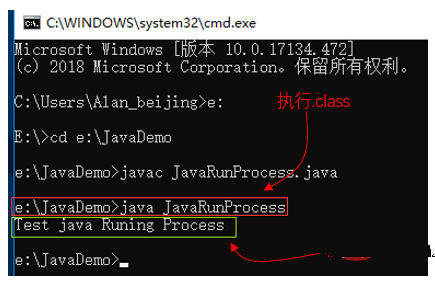 C:\WINDOWS\system32\cmd.exe
Microsoft Windows [版本 10.0.17134.472]
(c) 2018 Microsoft Corporation。保留所有权利。
C:\Users\Alan_beijing>e:
执行.class
E:\>cd e:\JavaDemo
e:\JavaDemo>javac JavaRunProcess.java
e:\JavaDemo>java JavaRunProcess
Test java Runing Process
e:\JavaDemo>